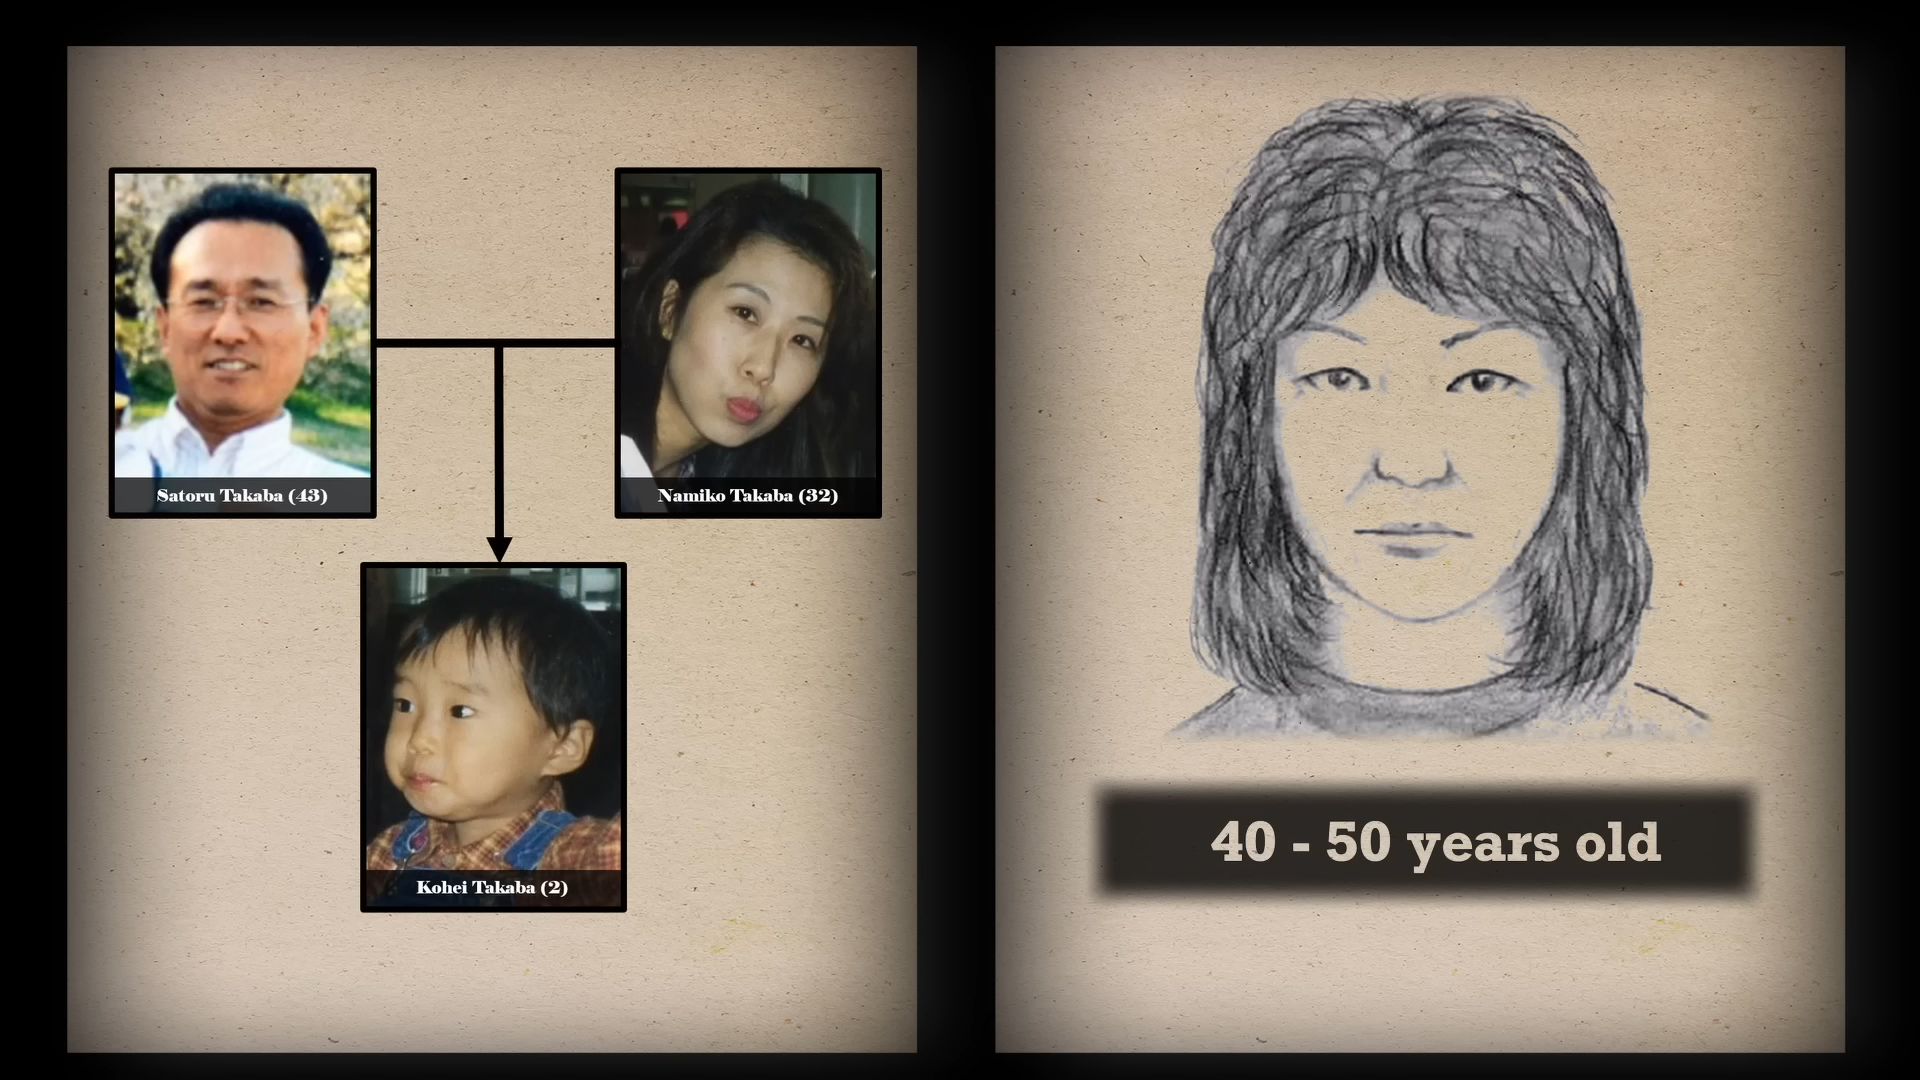 Satoru Takaba (43)
Namiko Takaba (32)
Kohei Takaba (2)
40 - 50 years old